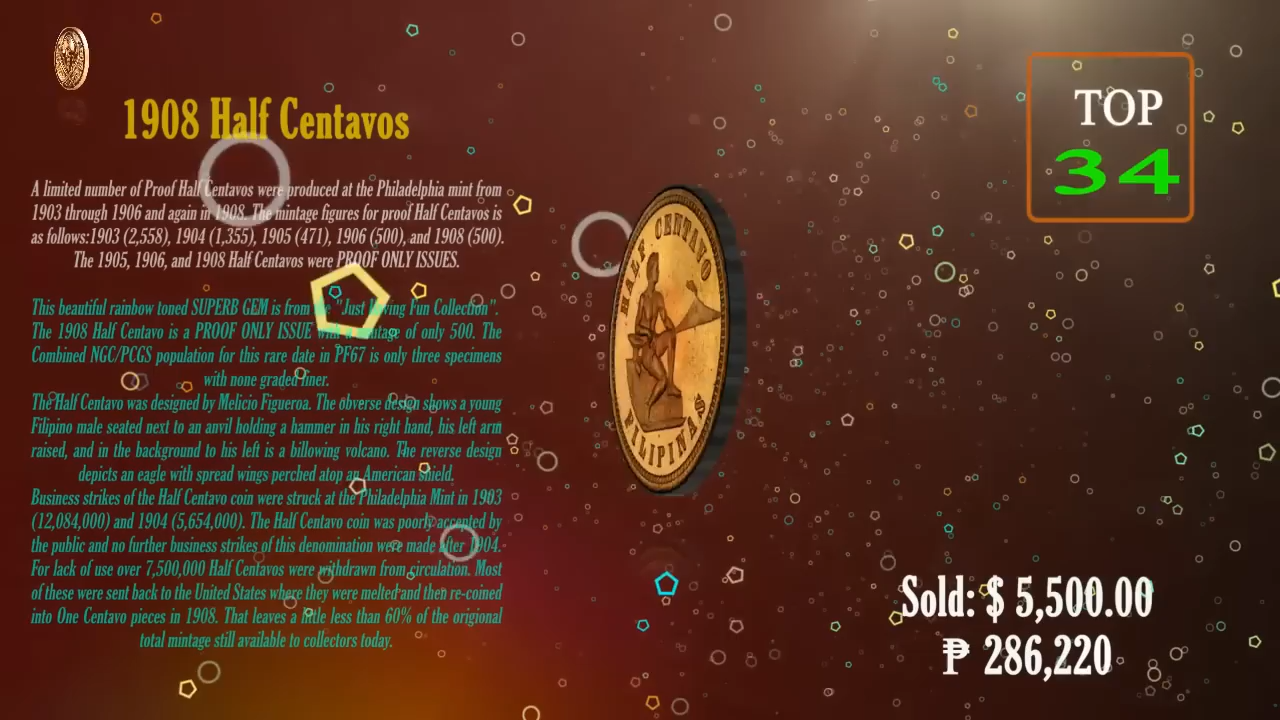 1908 Half Centavos
A limited number of Proof Half Centavos were produced at the Philadelphia mint from
1903 through 1906 and again in 1908. The mintage figures for proof Half Centavos is
as follows:1903 (2,558), 1904 (1,355), 1905 (471), 1906 (500), and 1908 (500).
The 1905, 1906, and 1908 Half Centavos were PROOF ONLY ISSUES.
This beautiful rainbow toned SUPERB GEM is from the "Just Having Fun Collection".
The 1908 Half Centavo is a PROOF ONLY ISSUE with a mintage of only 500. The
Combined NGC/PCGS population for this rare date in PF67 is only three specimens
with none graded finer.
The Half Centavo was designed by Melicio Figueroa. The obverse design shows a young
Filipino male seated next to an anvil holding a hammer in his right hand, his left arm
raised, and in the background to his left is a billowing volcano. The reverse design
depicts an eagle with spread wings perched atop an American shield.
Business strikes of the Half Centavo coin were struck at the Philadelphia Mint in 1903
(12,084,000) and 1904 (5,654,000). The Half Centavo coin was poorly accepted by
the public and no further business strikes of this denomination were made after 1904.
For lack of use over 7,500,000 Half Centavos were withdrawn from circulation. Most
of these were sent back to the United States where they were melted and then re-coined
into One Centavo pieces in 1908. That leaves a little less than 60% of the origional
total mintage still available to collectors today.
HALF CENTAVO
FILIPINAS
TOP
34
Sold: $ 5,500.00
₱ 286,220